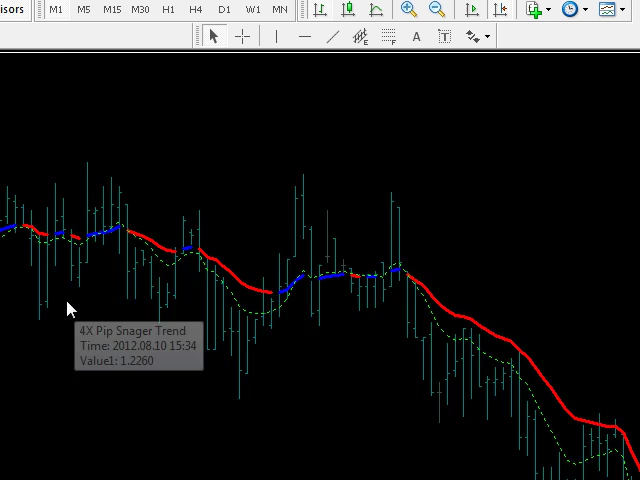 isors M1 M5 M15 M30 H1 H4 D1 W1 MN
E F A T
4X Pip Snager Trend
Time: 2012.08.10 15:34
Value1: 1.2260